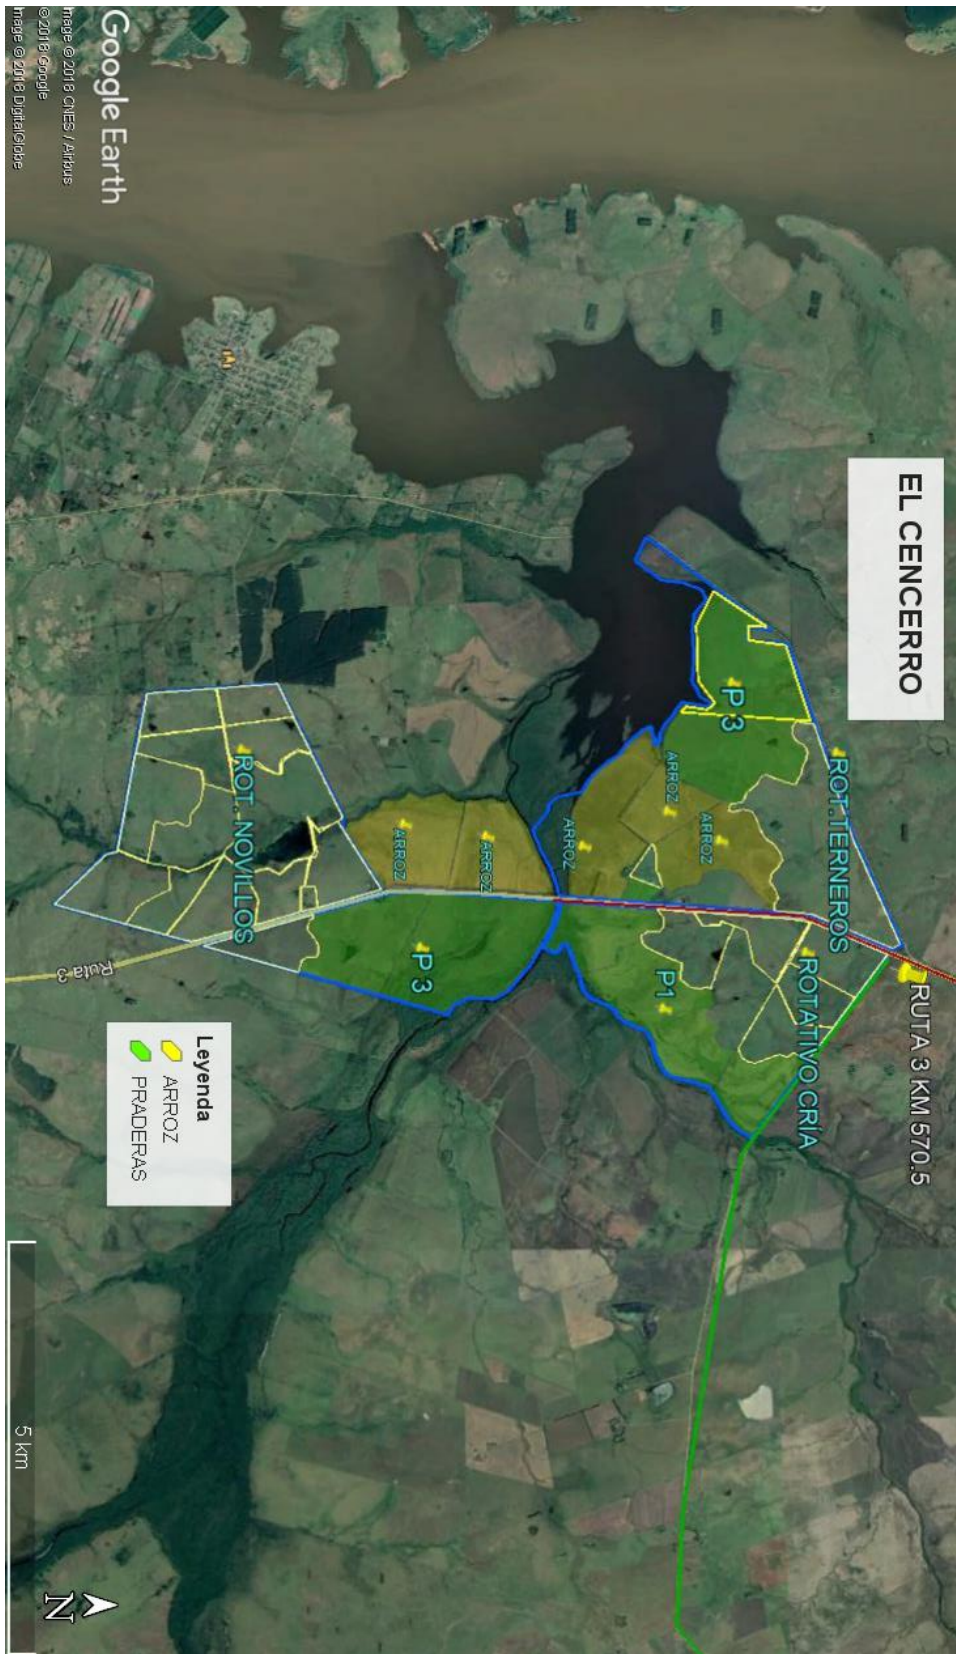 EL CENCERRO
RUTA 3 KM 570.5
ROT.TERNEROS
ROTATIVO CRÍA
P 3
ARROZ
ARROZ
ARROZ
P1
ARROZ
ARROZ
P 3
ROT. NOVILLOS
Ruta 3
Leyenda
ARROZ
PRADERAS
Google Earth
Image © 2018 CNES / Airbus
© 2018 Google
Image © 2018 DigitalGlobe
5 km
N